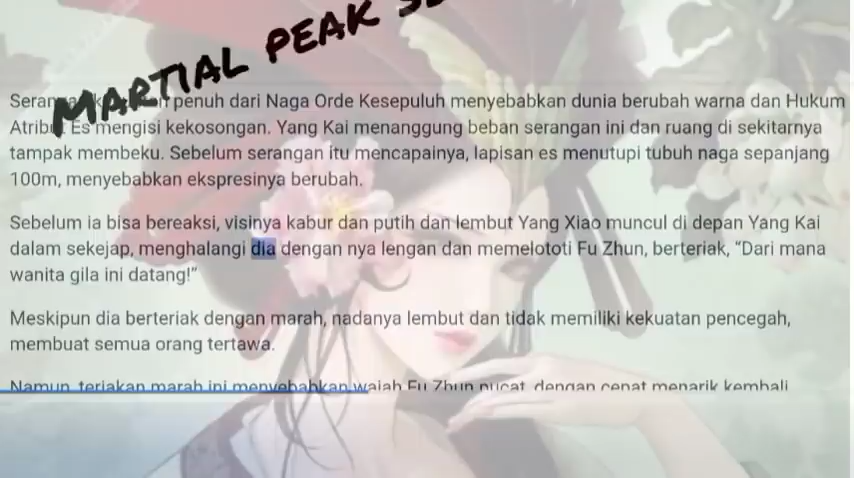 MARTIAL PEAK
penuh dari Naga Orde Kesepuluh menyebabkan dunia berubah warna dan Hukum
Es mengisi kekosongan. Yang Kai menanggung beban serangan ini dan ruang di sekitarnya
tampak membeku. Sebelum serangan itu mencapainya, lapisan es menutupi tubuh naga sepanjang
100m, menyebabkan ekspresinya berubah.
Sebelum ia bisa bereaksi, visinya kabur dan putih dan lembut Yang Xiao muncul di depan Yang Kai
dalam sekejap, menghalangi dia dengan nya lengan dan memelototi Fu Zhun, berteriak, “Dari mana
wanita gila ini datang!”
Meskipun dia berteriak dengan marah, nadanya lembut dan tidak memiliki kekuatan pencegah,
membuat semua orang tertawa.
Namun, teriakan marah ini menyebabkan wajah Fu Zhun pucat, dengan cepat menarik kembali